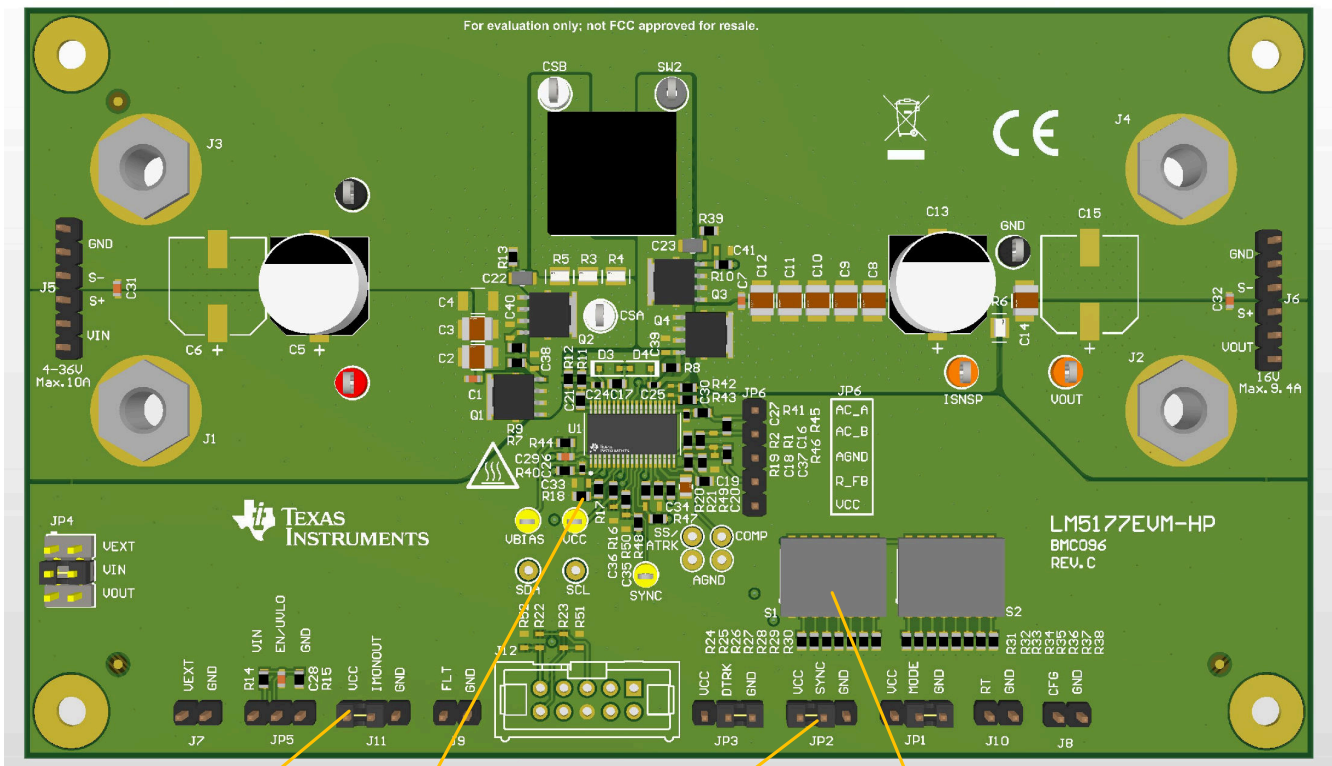 For evaluation only; not FCC approved for resale.
CSB
SW2
J3
J4
R39
C13
C15
GND
C23
C41
R13
GND
S-
S+
VIN
J5
C31
C22
R5
R3
R4
R10
C7
C12
C11
C10
C9
C8
Q3
GND
S-
S+
VOUT
J6
C32
R6
C14
C4
C3
C2
C40
CSA
Q4
Q2
C39
C6 +
C5 +
4-36V
Max.10A
C38
R12
R11
D3
D4
R8
J2
16V
Max.9.4A
C1
Q1
C21
C24
C17
C25
C30
R42
R43
JP6
ISNSP
VOUT
JP6
AC_A
AC_B
AGND
R_FB
VCC
J1
R9
R7
U1
TEXAS
INSTRUMENTS
C27
R41
R45
R2
R1
C16
R46
R19
C18
C37
R44
C29
C26
R40
C33
R18
R17
C19
R20
R21
R49
C20
C34
R47
TEXAS
INSTRUMENTS
VBIAS
VCC
R16
R50
R48
C36
C35
SS/
ATRK
COMP
AGND
LM5177EVM-HP
BMC096
REV.C
JP4
VEXT
VIN
VOUT
SDA
SCL
SYNC
S1
S2
R52
R22
R23
R51
J12
R24
R25
R26
R27
R28
R29
R30
R31
R32
R33
R34
R35
R36
R37
R38
VEXT
GND
R14
VIN
EN/UVLO
GND
C28
R15
VCC
IMONOUT
GND
FLT
GND
VCC
DTRK
GND
VCC
SYNC
GND
VCC
MODE
GND
RT
GND
CFG
GND
J7
JP5
J11
J9
JP3
JP2
JP1
J10
J8